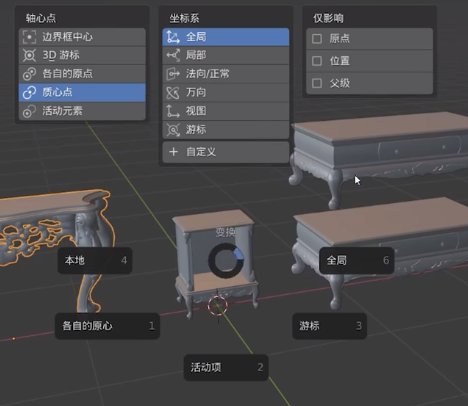 轴心点
边界框中心
3D 游标
各自的原点
质心点
活动元素
坐标系
全局
局部
法向/正常
万向
视图
游标
自定义
仅影响
原点
位置
父级
变换
本地 4
全局 6
各自的原心 1
游标 3
活动项 2